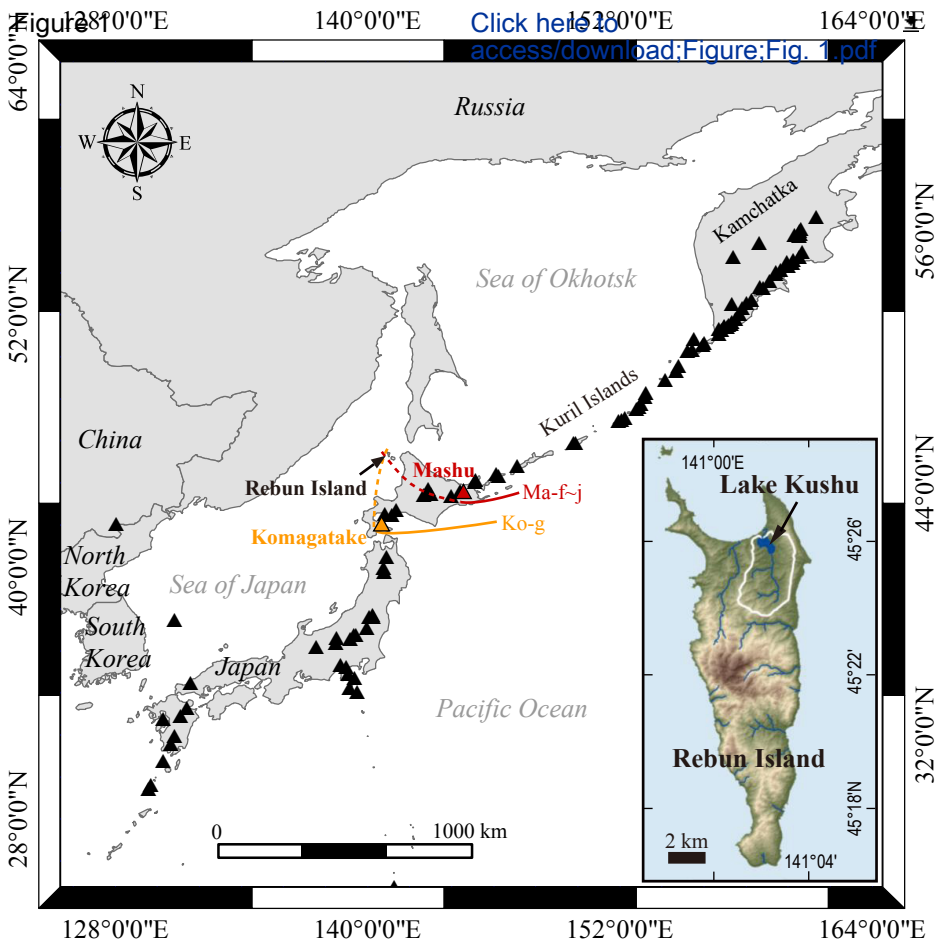 Figure 1
Click here to
access/download;Figure;Fig. 1.pdf
128°0'0"E
140°0'0"E
152°0'0"E
164°0'0"E
64°0'0"N
52°0'0"N
40°0'0"N
28°0'0"N
56°0'0"N
44°0'0"N
32°0'0"N
N
W
E
S
Russia
Kamchatka
Sea of Okhotsk
Kuril Islands
China
Rebun Island
Mashu
Ma-f~j
Komagatake
Ko-g
North
Korea
Sea of Japan
South
Korea
Japan
Pacific Ocean
0
1000 km
141°00'E
Lake Kushu
45°26'
45°22'
Rebun Island
45°18'N
2 km
141°04'
128°0'0"E
140°0'0"E
152°0'0"E
164°0'0"E